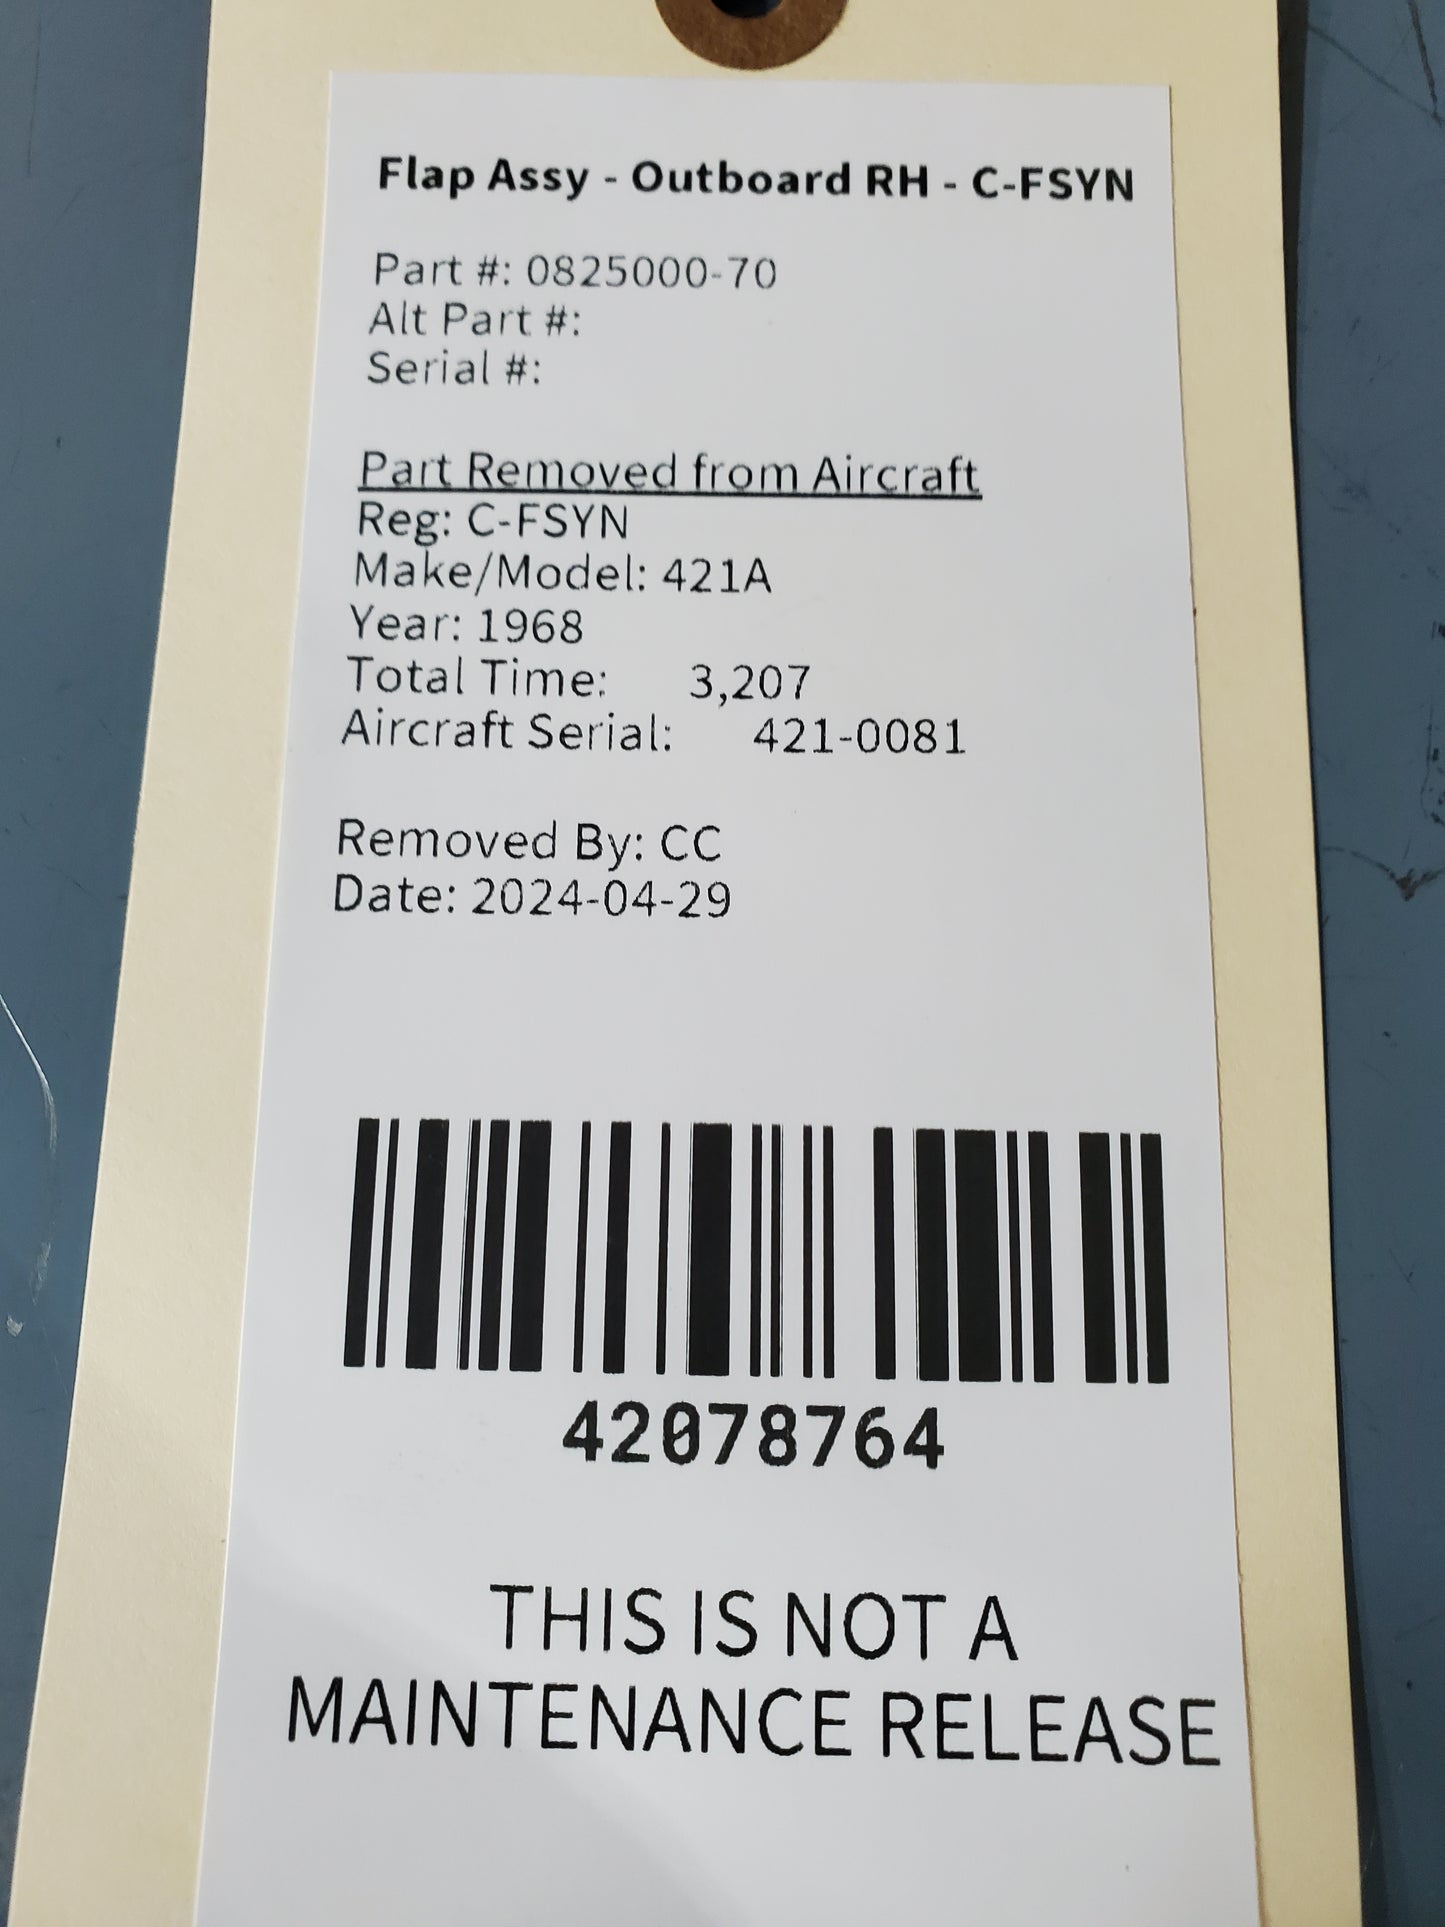 Flap Assy - Outboard RH - C-FSYN
Part #: 0825000-70
Alt Part #:
Serial #:
Part Removed from Aircraft
Reg: C-FSYN
Make/Model: 421A
Year: 1968
Total Time: 3,207
Aircraft Serial: 421-0081
Removed By: CC
Date: 2024-04-29
42078764
THIS IS NOT A
MAINTENANCE RELEASE